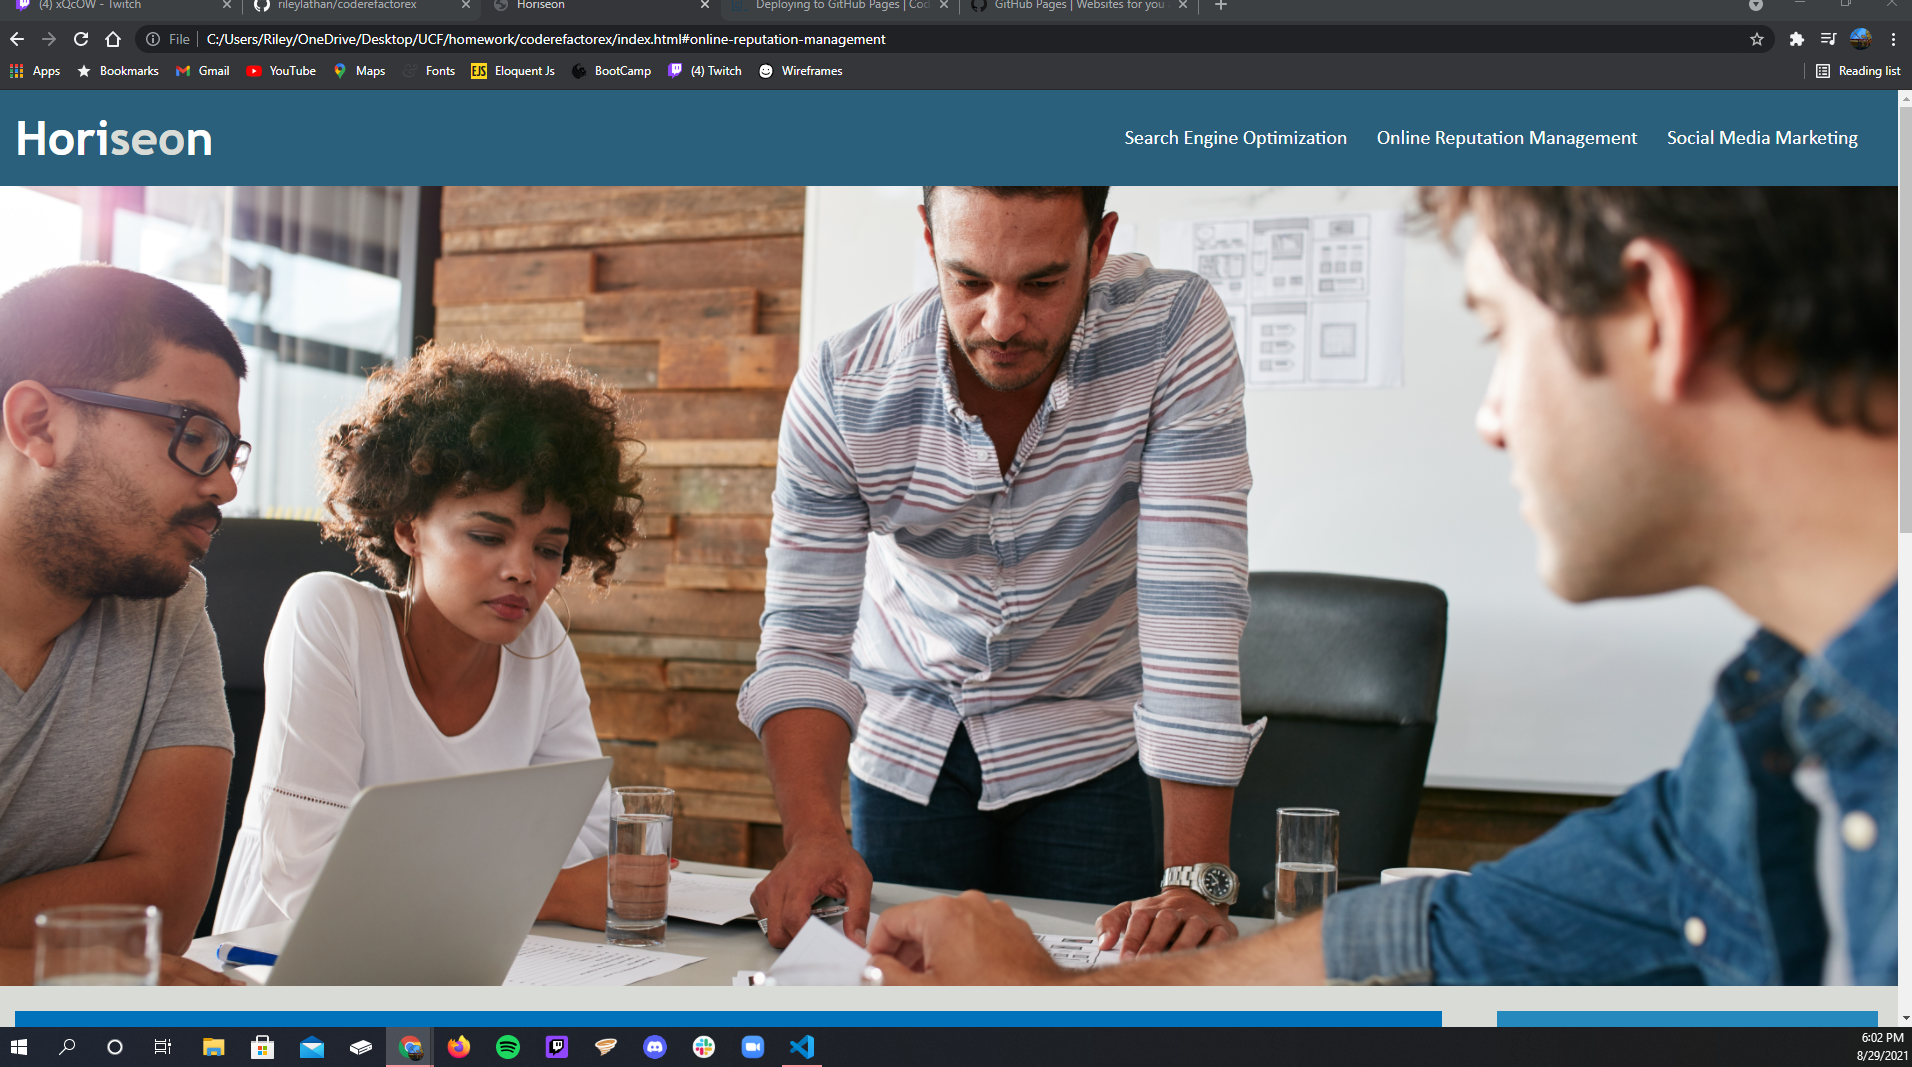 (4) xQcOW - Twitch
rileylathan/coderefactorex
Horiseon
Deploying to GitHub Pages | Cod
GitHub Pages | Websites for you
File
C:/Users/Riley/OneDrive/Desktop/UCF/homework/coderefactorex/index.html#online-reputation-management
Apps
Bookmarks
Gmail
YouTube
Maps
Fonts
EJS
Eloquent Js
BootCamp
(4) Twitch
Wireframes
Reading list
Horiseon
Search Engine Optimization
Online Reputation Management
Social Media Marketing
6:02 PM
8/29/2021